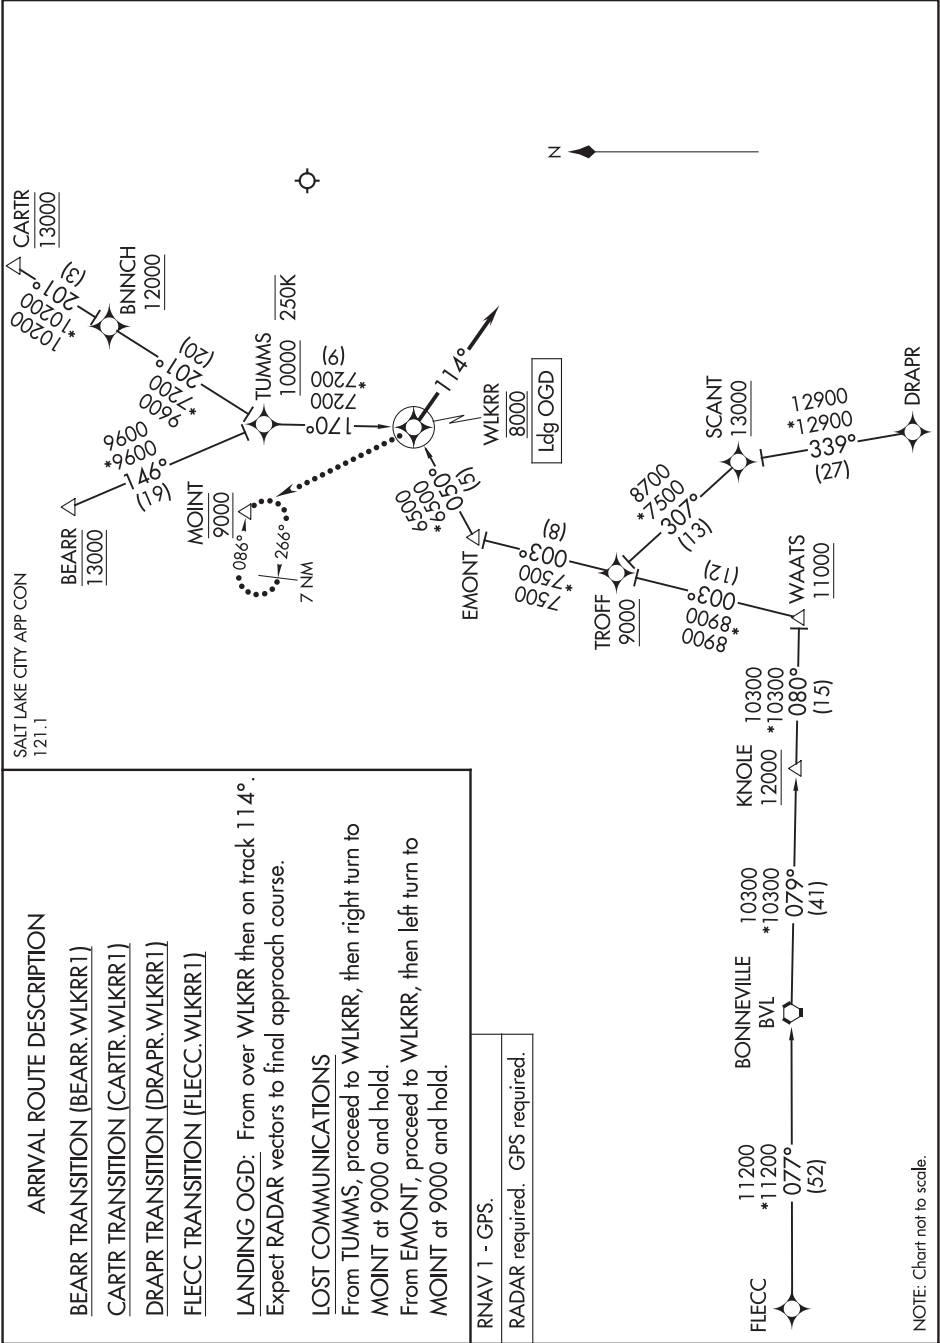 SALT LAKE CITY APP CON
121.1
ARRIVAL ROUTE DESCRIPTION
BEARR TRANSITION (BEARR.WLKRR1)
CARTR TRANSITION (CARTR.WLKRR1)
DRAPR TRANSITION (DRAPR.WLKRR1)
FLECC TRANSITION (FLECC.WLKRR1)
LANDING OGD: From over WLKRR then on track 114°.
Expect RADAR vectors to final approach course.
LOST COMMUNICATIONS
From TUMMS, proceed to WLKRR, then right turn to
MOINT at 9000 and hold.
From EMONT, proceed to WLKRR, then left turn to
MOINT at 9000 and hold.
RNAV 1 - GPS.
RADAR required. GPS required.
CARTR
13000
10200
*10200
201°
(3)
BNNCH
12000
9600
*7200
201°
(20)
BEARR
13000
9600
*9600
146°
(19)
TUMMS
10000
250K
7200
*7200
(9)
170°
MOINT
9000
086°
266°
7 NM
114°
WLKRR
8000
Ldg OGD
6500
*6500
050°
(5)
EMONT
7500
*7500
003°
(8)
TROFF
9000
8700
*7500
307°
(13)
SCANT
13000
12900
*12900
339°
(27)
DRAPR
8900
*8900
003°
(12)
WAATS
11000
10300
*10300
080°
(15)
KNOLE
12000
10300
*10300
079°
(41)
BONNEVILLE
BVL
11200
*11200
077°
(52)
FLECC
N
NOTE: Chart not to scale.